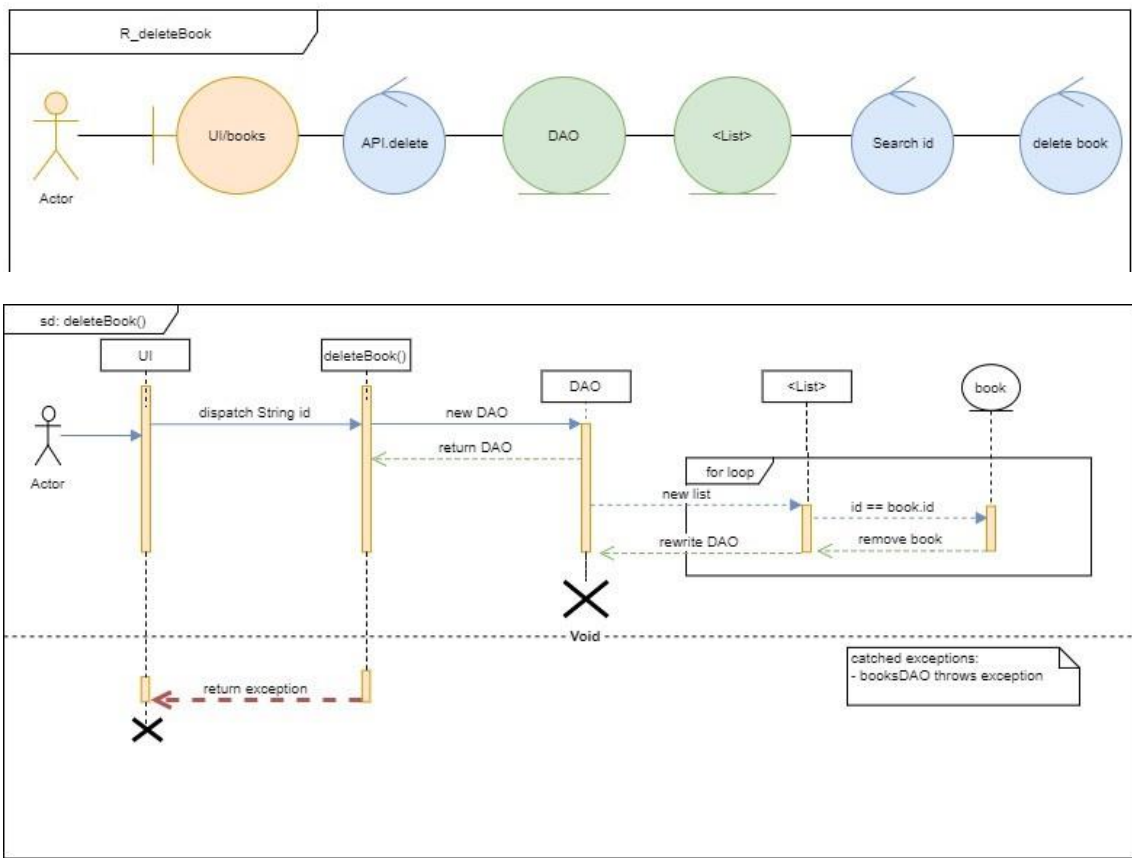 R_deleteBook
UI/books
API.delete
DAO
<List>
Search id
delete book
Actor
sd: deleteBook()
UI
deleteBook()
DAO
<List>
book
dispatch String id
new DAO
return DAO
Actor
for loop
new list
id == book.id
rewrite DAO
remove book
Void
catched exceptions:
- booksDAO throws exception
return exception